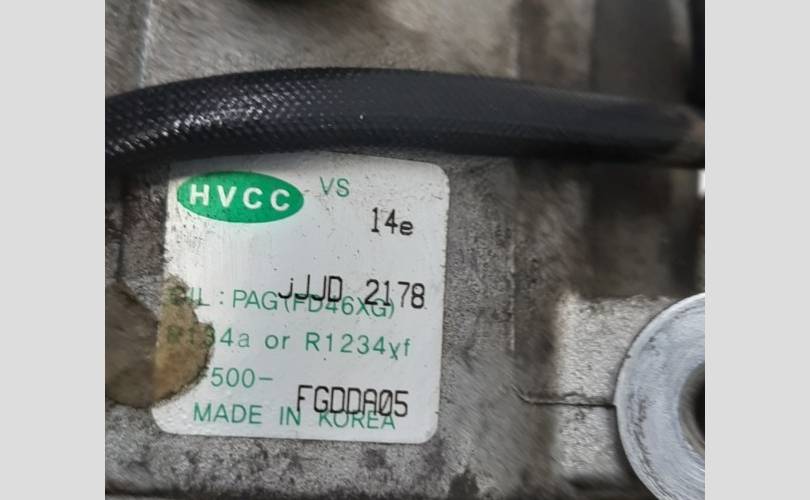 HVCC VS
14e
JJJD 2178
OIL : PAG(FD46XG)
R134a or R1234yf
F500-
FGDDA05
MADE IN KOREA